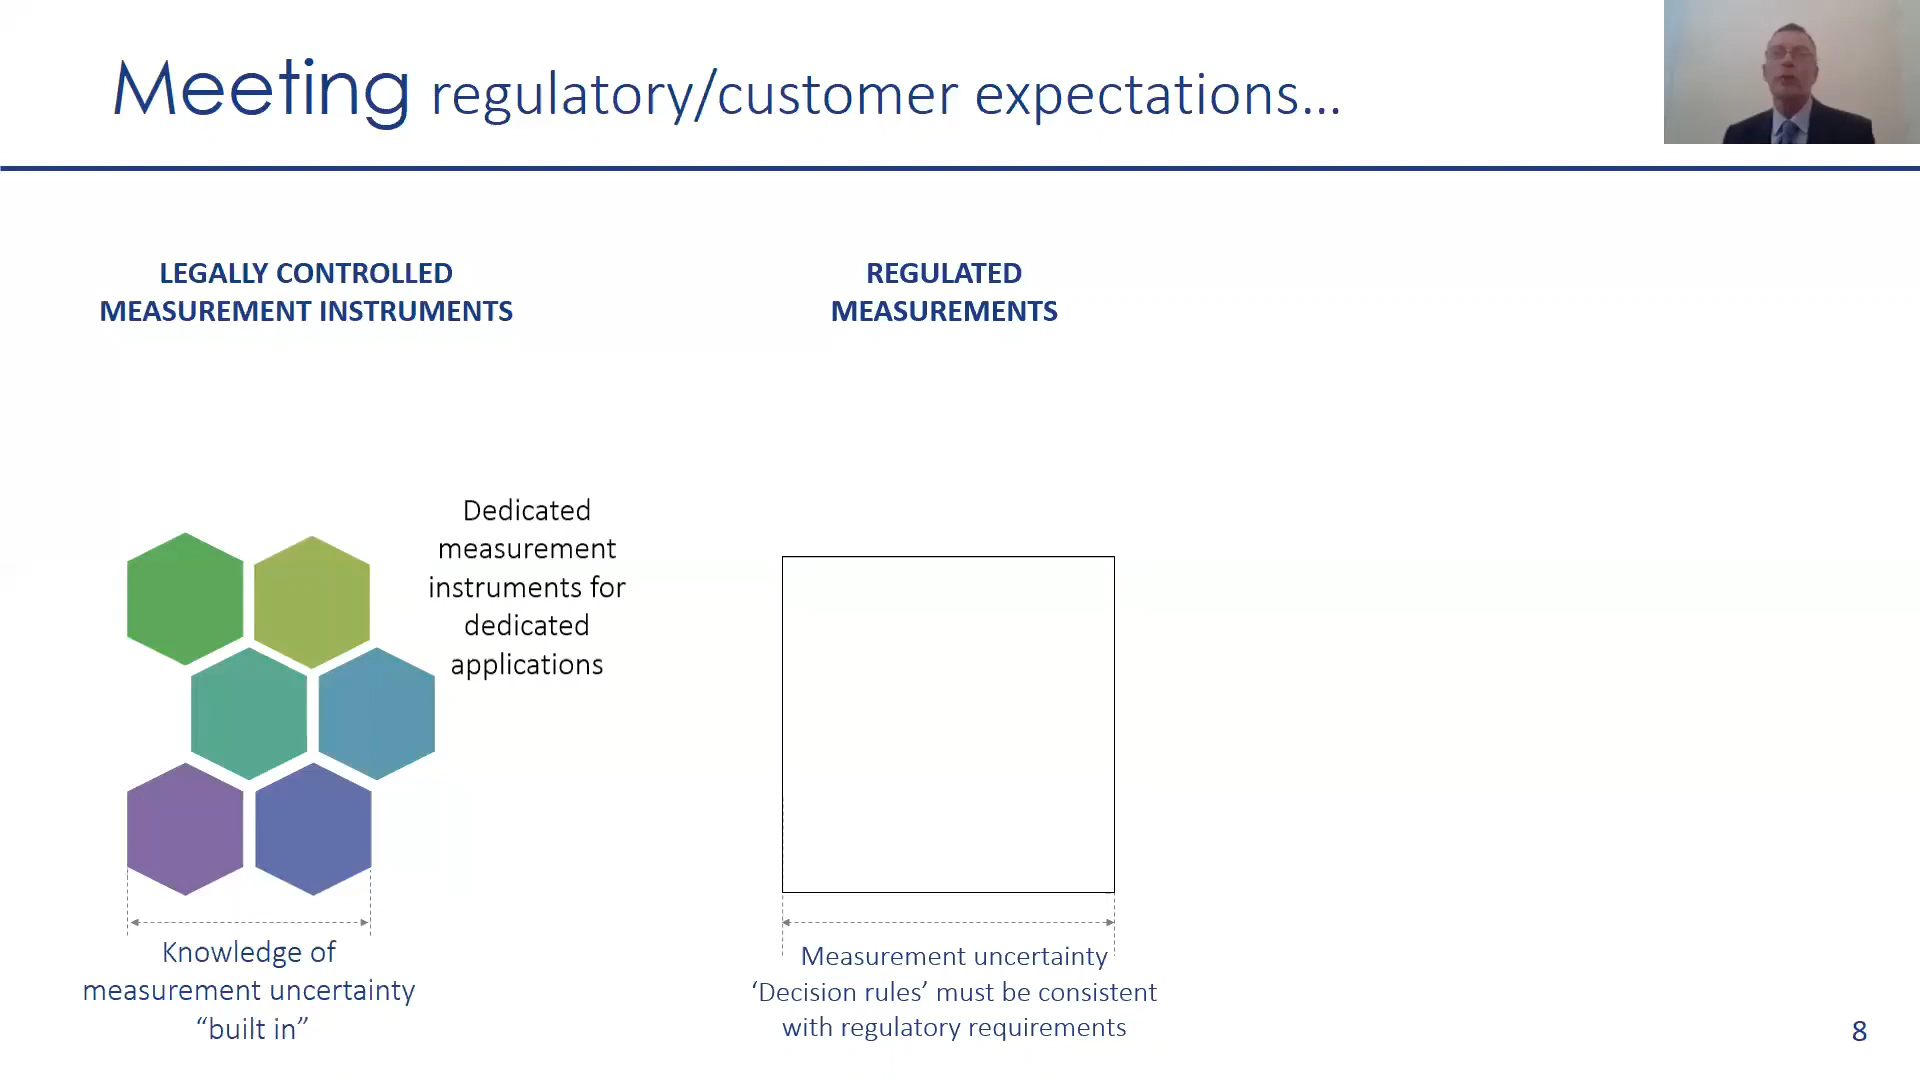 Meeting regulatory/customer expectations…
LEGALLY CONTROLLED
MEASUREMENT INSTRUMENTS
REGULATED
MEASUREMENTS
Dedicated
measurement
instruments for
dedicated
applications
Knowledge of
measurement uncertainty
“built in”
Measurement uncertainty
‘Decision rules’ must be consistent
with regulatory requirements
8